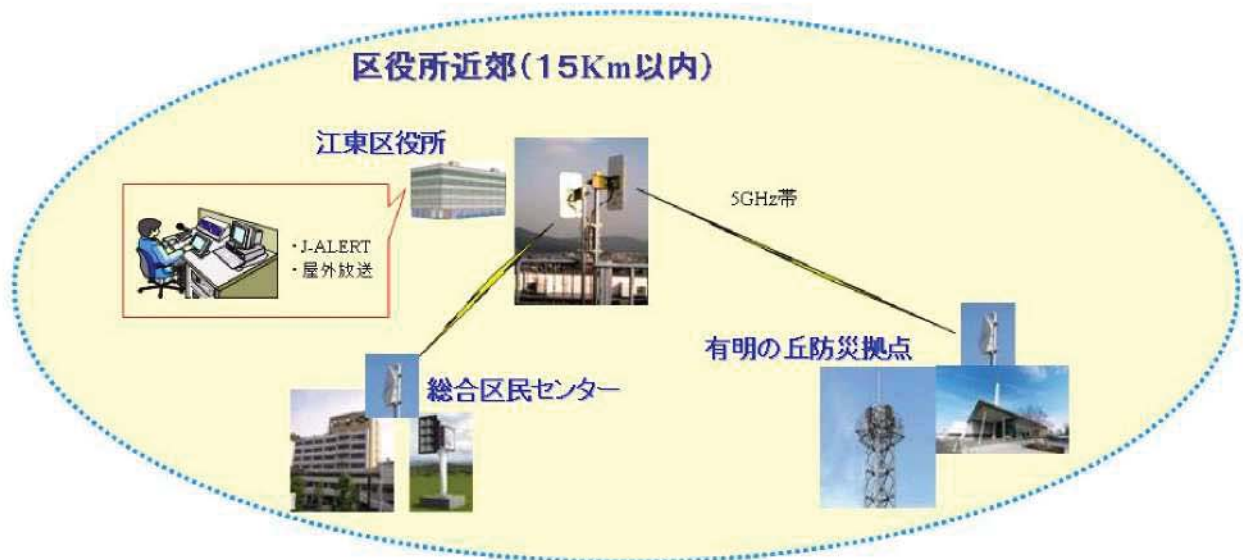 区役所近郊(15Km以内)
江東区役所
5GHz帯
・J-ALERT
・屋外放送
有明の丘防災拠点
総合区民センター